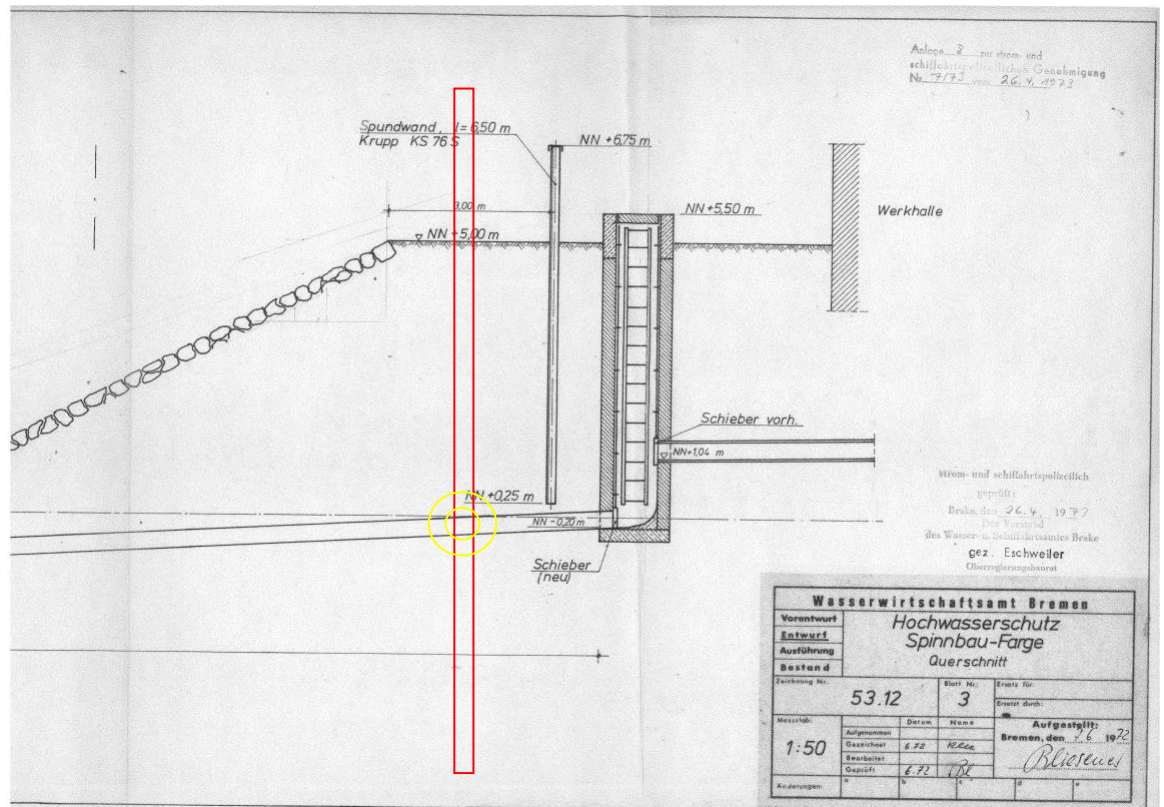 Anlage 8 zur strom- und
schiffahrtspolizeilichen Genehmigung
Nr. 7173 vom 26.4.1973
Spundwand, l=6,50 m
Krupp KS 76 S
NN +6,75 m
3,00 m
NN +5,50 m
Werkhalle
NN +5,00 m
Schieber vorh.
NN+1,04 m
NN +0,25 m
NN -0,20 m
Schieber
(neu)
strom- und schiffahrtspolizeilich
geprüft:
Brake, den 26.4. 1973
Der Vorstand
des Wasser- u. Schiffahrtsamtes Brake
gez. Eschweiler
Oberregierungsbaurat
Wasserwirtschaftsamt Bremen
Vorentwurf
Entwurf
Ausführung
Bestand
Hochwasserschutz
Spinnbau-Farge
Querschnitt
Zeichnung Nr.
53.12
Blatt Nr.:
3
Ersatz für:
Ersetzt durch:
Massstab:
1:50
Datum Name
Aufgenommen
Gezeichnet 6.72
Bearbeitet
Geprüft 6.72
Aufgestellt:
Bremen, den 7.6 1972
Änderungen: a b c d e